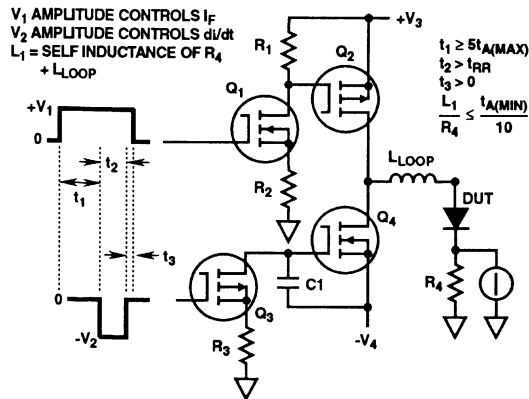 V1 AMPLITUDE CONTROLS IF
V2 AMPLITUDE CONTROLS di/dt
L1 = SELF INDUCTANCE OF R4
+ LLOOP
+V3
t1 ≥ 5tA(MAX)
t2 > tRR
t3 > 0
L1/R4 ≤ tA(MIN)/10
R1
Q2
+V1
Q1
0
t2
t1
R2
LLOOP
DUT
Q4
t3
C1
R4
0
Q3
-V2
R3
-V4